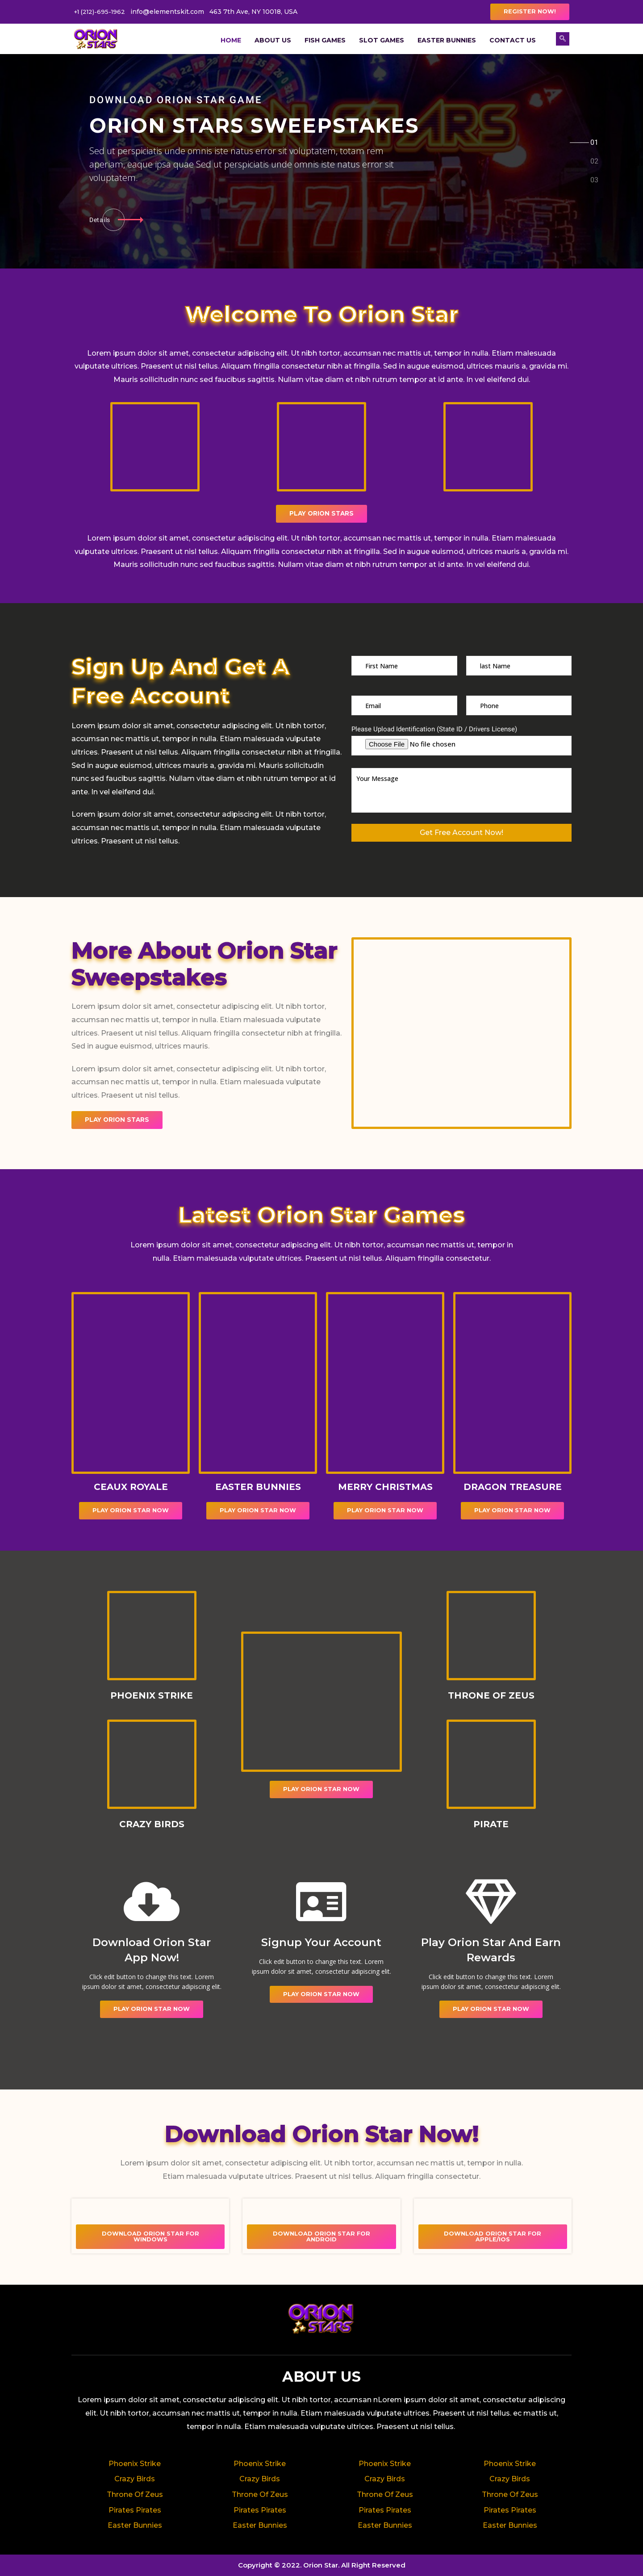 +1 (212)-695-1962 info@elementskit.com 463 7th Ave, NY 10018, USA
REGISTER NOW!
ORION STARS
HOME ABOUT US FISH GAMES SLOT GAMES EASTER BUNNIES CONTACT US
DOWNLOAD ORION STAR GAME
ORION STARS SWEEPSTAKES
Sed ut perspiciatis unde omnis iste natus error sit voluptatem, totam rem
aperiam, eaque ipsa quae Sed ut perspiciatis unde omnis iste natus error sit
voluptatem.
01
02
03
Details
Welcome To Orion Star
Lorem ipsum dolor sit amet, consectetur adipiscing elit. Ut nibh tortor, accumsan nec mattis ut, tempor in nulla. Etiam malesuada
vulputate ultrices. Praesent ut nisl tellus. Aliquam fringilla consectetur nibh at fringilla. Sed in augue euismod, ultrices mauris a, gravida mi.
Mauris sollicitudin nunc sed faucibus sagittis. Nullam vitae diam et nibh rutrum tempor at id ante. In vel eleifend dui.
PLAY ORION STARS
Lorem ipsum dolor sit amet, consectetur adipiscing elit. Ut nibh tortor, accumsan nec mattis ut, tempor in nulla. Etiam malesuada
vulputate ultrices. Praesent ut nisl tellus. Aliquam fringilla consectetur nibh at fringilla. Sed in augue euismod, ultrices mauris a, gravida mi.
Mauris sollicitudin nunc sed faucibus sagittis. Nullam vitae diam et nibh rutrum tempor at id ante. In vel eleifend dui.
Sign Up And Get A
Free Account
Lorem ipsum dolor sit amet, consectetur adipiscing elit. Ut nibh tortor,
accumsan nec mattis ut, tempor in nulla. Etiam malesuada vulputate
ultrices. Praesent ut nisl tellus. Aliquam fringilla consectetur nibh at fringilla.
Sed in augue euismod, ultrices mauris a, gravida mi. Mauris sollicitudin
nunc sed faucibus sagittis. Nullam vitae diam et nibh rutrum tempor at id
ante. In vel eleifend dui.
Lorem ipsum dolor sit amet, consectetur adipiscing elit. Ut nibh tortor,
accumsan nec mattis ut, tempor in nulla. Etiam malesuada vulputate
ultrices. Praesent ut nisl tellus.
First Name last Name
Email Phone
Please Upload Identification (State ID / Drivers License)
Choose File No file chosen
Your Message
Get Free Account Now!
More About Orion Star
Sweepstakes
Lorem ipsum dolor sit amet, consectetur adipiscing elit. Ut nibh tortor,
accumsan nec mattis ut, tempor in nulla. Etiam malesuada vulputate
ultrices. Praesent ut nisl tellus. Aliquam fringilla consectetur nibh at fringilla.
Sed in augue euismod, ultrices mauris.
Lorem ipsum dolor sit amet, consectetur adipiscing elit. Ut nibh tortor,
accumsan nec mattis ut, tempor in nulla. Etiam malesuada vulputate
ultrices. Praesent ut nisl tellus.
PLAY ORION STARS
Latest Orion Star Games
Lorem ipsum dolor sit amet, consectetur adipiscing elit. Ut nibh tortor, accumsan nec mattis ut, tempor in
nulla. Etiam malesuada vulputate ultrices. Praesent ut nisl tellus. Aliquam fringilla consectetur.
CEAUX ROYALE EASTER BUNNIES MERRY CHRISTMAS DRAGON TREASURE
PLAY ORION STAR NOW PLAY ORION STAR NOW PLAY ORION STAR NOW PLAY ORION STAR NOW
PHOENIX STRIKE THRONE OF ZEUS
PLAY ORION STAR NOW
CRAZY BIRDS PIRATE
Download Orion Star
App Now!
Click edit button to change this text. Lorem
ipsum dolor sit amet, consectetur adipiscing elit.
PLAY ORION STAR NOW
Signup Your Account
Click edit button to change this text. Lorem
ipsum dolor sit amet, consectetur adipiscing elit.
PLAY ORION STAR NOW
Play Orion Star And Earn
Rewards
Click edit button to change this text. Lorem
ipsum dolor sit amet, consectetur adipiscing elit.
PLAY ORION STAR NOW
Download Orion Star Now!
Lorem ipsum dolor sit amet, consectetur adipiscing elit. Ut nibh tortor, accumsan nec mattis ut, tempor in nulla.
Etiam malesuada vulputate ultrices. Praesent ut nisl tellus. Aliquam fringilla consectetur.
DOWNLOAD ORION STAR FOR
WINDOWS
DOWNLOAD ORION STAR FOR
ANDROID
DOWNLOAD ORION STAR FOR
APPLE/IOS
ORION STARS
ABOUT US
Lorem ipsum dolor sit amet, consectetur adipiscing elit. Ut nibh tortor, accumsan nLorem ipsum dolor sit amet, consectetur adipiscing
elit. Ut nibh tortor, accumsan nec mattis ut, tempor in nulla. Etiam malesuada vulputate ultrices. Praesent ut nisl tellus. ec mattis ut,
tempor in nulla. Etiam malesuada vulputate ultrices. Praesent ut nisl tellus.
Phoenix Strike Phoenix Strike Phoenix Strike Phoenix Strike
Crazy Birds Crazy Birds Crazy Birds Crazy Birds
Throne Of Zeus Throne Of Zeus Throne Of Zeus Throne Of Zeus
Pirates Pirates Pirates Pirates Pirates Pirates Pirates Pirates
Easter Bunnies Easter Bunnies Easter Bunnies Easter Bunnies
Copyright © 2022. Orion Star. All Right Reserved